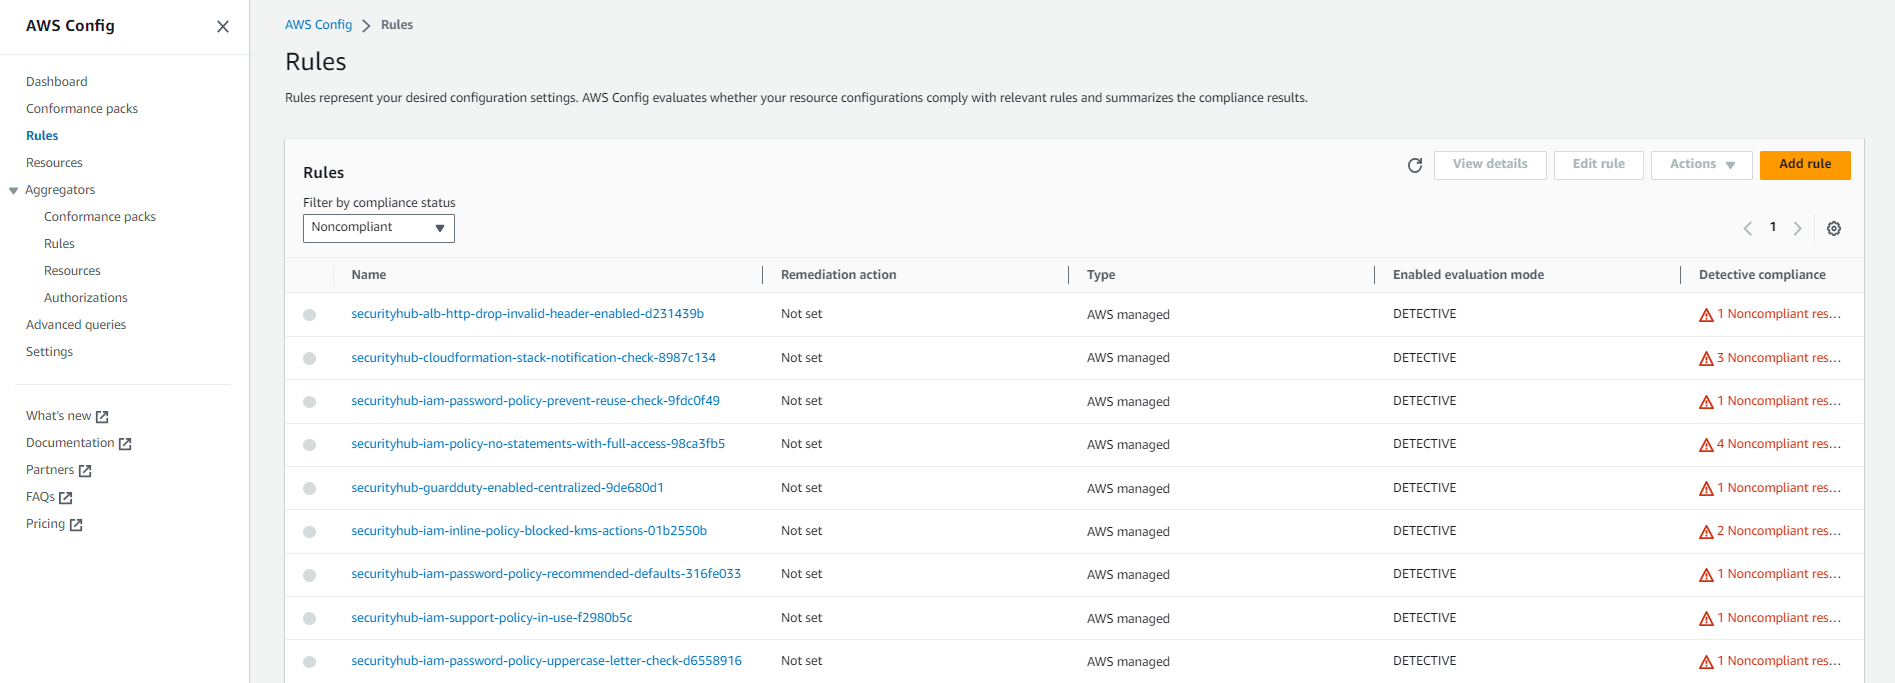 AWS Config
Dashboard
Conformance packs
Rules
Resources
Aggregators
Conformance packs
Rules
Resources
Authorizations
Advanced queries
Settings
What's new
Documentation
Partners
FAQs
Pricing
AWS Config > Rules
Rules
Rules represent your desired configuration settings. AWS Config evaluates whether your resource configurations comply with relevant rules and summarizes the compliance results.
Rules
View details Edit rule Actions Add rule
Filter by compliance status
Noncompliant
1
Name Remediation action Type Enabled evaluation mode Detective compliance
securityhub-alb-http-drop-invalid-header-enabled-d231439b Not set AWS managed DETECTIVE 1 Noncompliant res...
securityhub-cloudformation-stack-notification-check-8987c134 Not set AWS managed DETECTIVE 3 Noncompliant res...
securityhub-iam-password-policy-prevent-reuse-check-9fdc0f49 Not set AWS managed DETECTIVE 1 Noncompliant res...
securityhub-iam-policy-no-statements-with-full-access-98ca3fb5 Not set AWS managed DETECTIVE 4 Noncompliant res...
securityhub-guardduty-enabled-centralized-9de680d1 Not set AWS managed DETECTIVE 1 Noncompliant res...
securityhub-iam-inline-policy-blocked-kms-actions-01b2550b Not set AWS managed DETECTIVE 2 Noncompliant res...
securityhub-iam-password-policy-recommended-defaults-316fe033 Not set AWS managed DETECTIVE 1 Noncompliant res...
securityhub-iam-support-policy-in-use-f2980b5c Not set AWS managed DETECTIVE 1 Noncompliant res...
securityhub-iam-password-policy-uppercase-letter-check-d6558916 Not set AWS managed DETECTIVE 1 Noncompliant res...